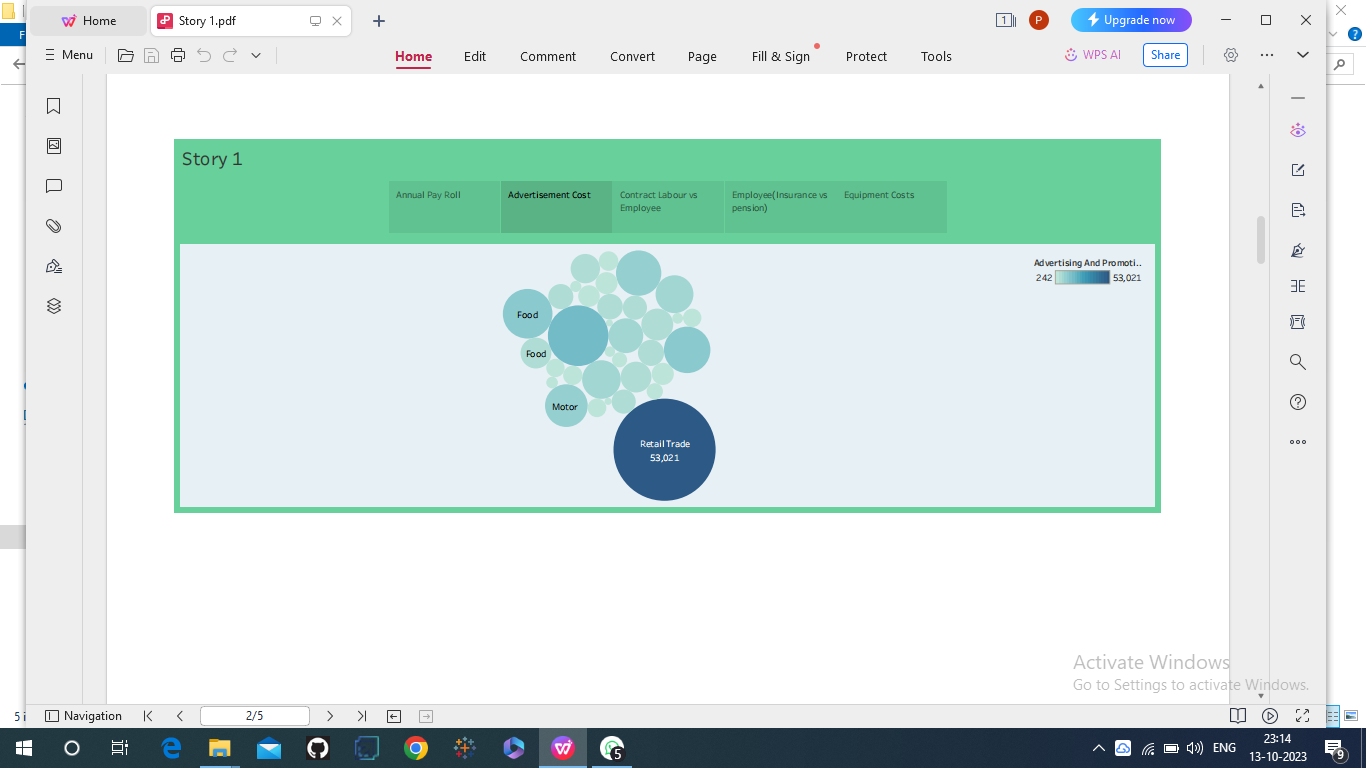 Home
Story 1.pdf
1
P
Upgrade now
Menu
Home
Edit
Comment
Convert
Page
Fill & Sign
Protect
Tools
WPS AI
Share
Story 1
Annual Pay Roll
Advertisement Cost
Contract Labour vs
Employee
Employee(Insurance vs
pension)
Equipment Costs
Advertising And Promoti..
242
53,021
Food
Food
Motor
Retail Trade
53,021
Activate Windows
Go to Settings to activate Windows.
5 i
Navigation
2/5
5
ENG
23:14
13-10-2023
9